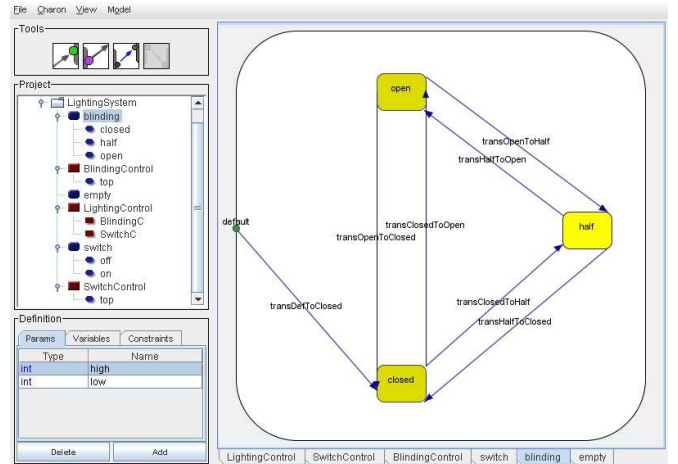 File Charon View Model
Tools
Project
LightingSystem
blinding
closed
half
open
BlindingControl
top
empty
LightingControl
BlindingC
SwitchC
switch
off
on
SwitchControl
top
Definition
Params Variables Constraints
Type Name
int high
int low
Delete Add
open
transOpenToHalf
transHalfToOpen
default
transClosedToOpen
half
transOpenToClosed
transClosedToHalf
transDefToClosed
transHalfToClosed
closed
LightingControl SwitchControl BlindingControl switch blinding empty